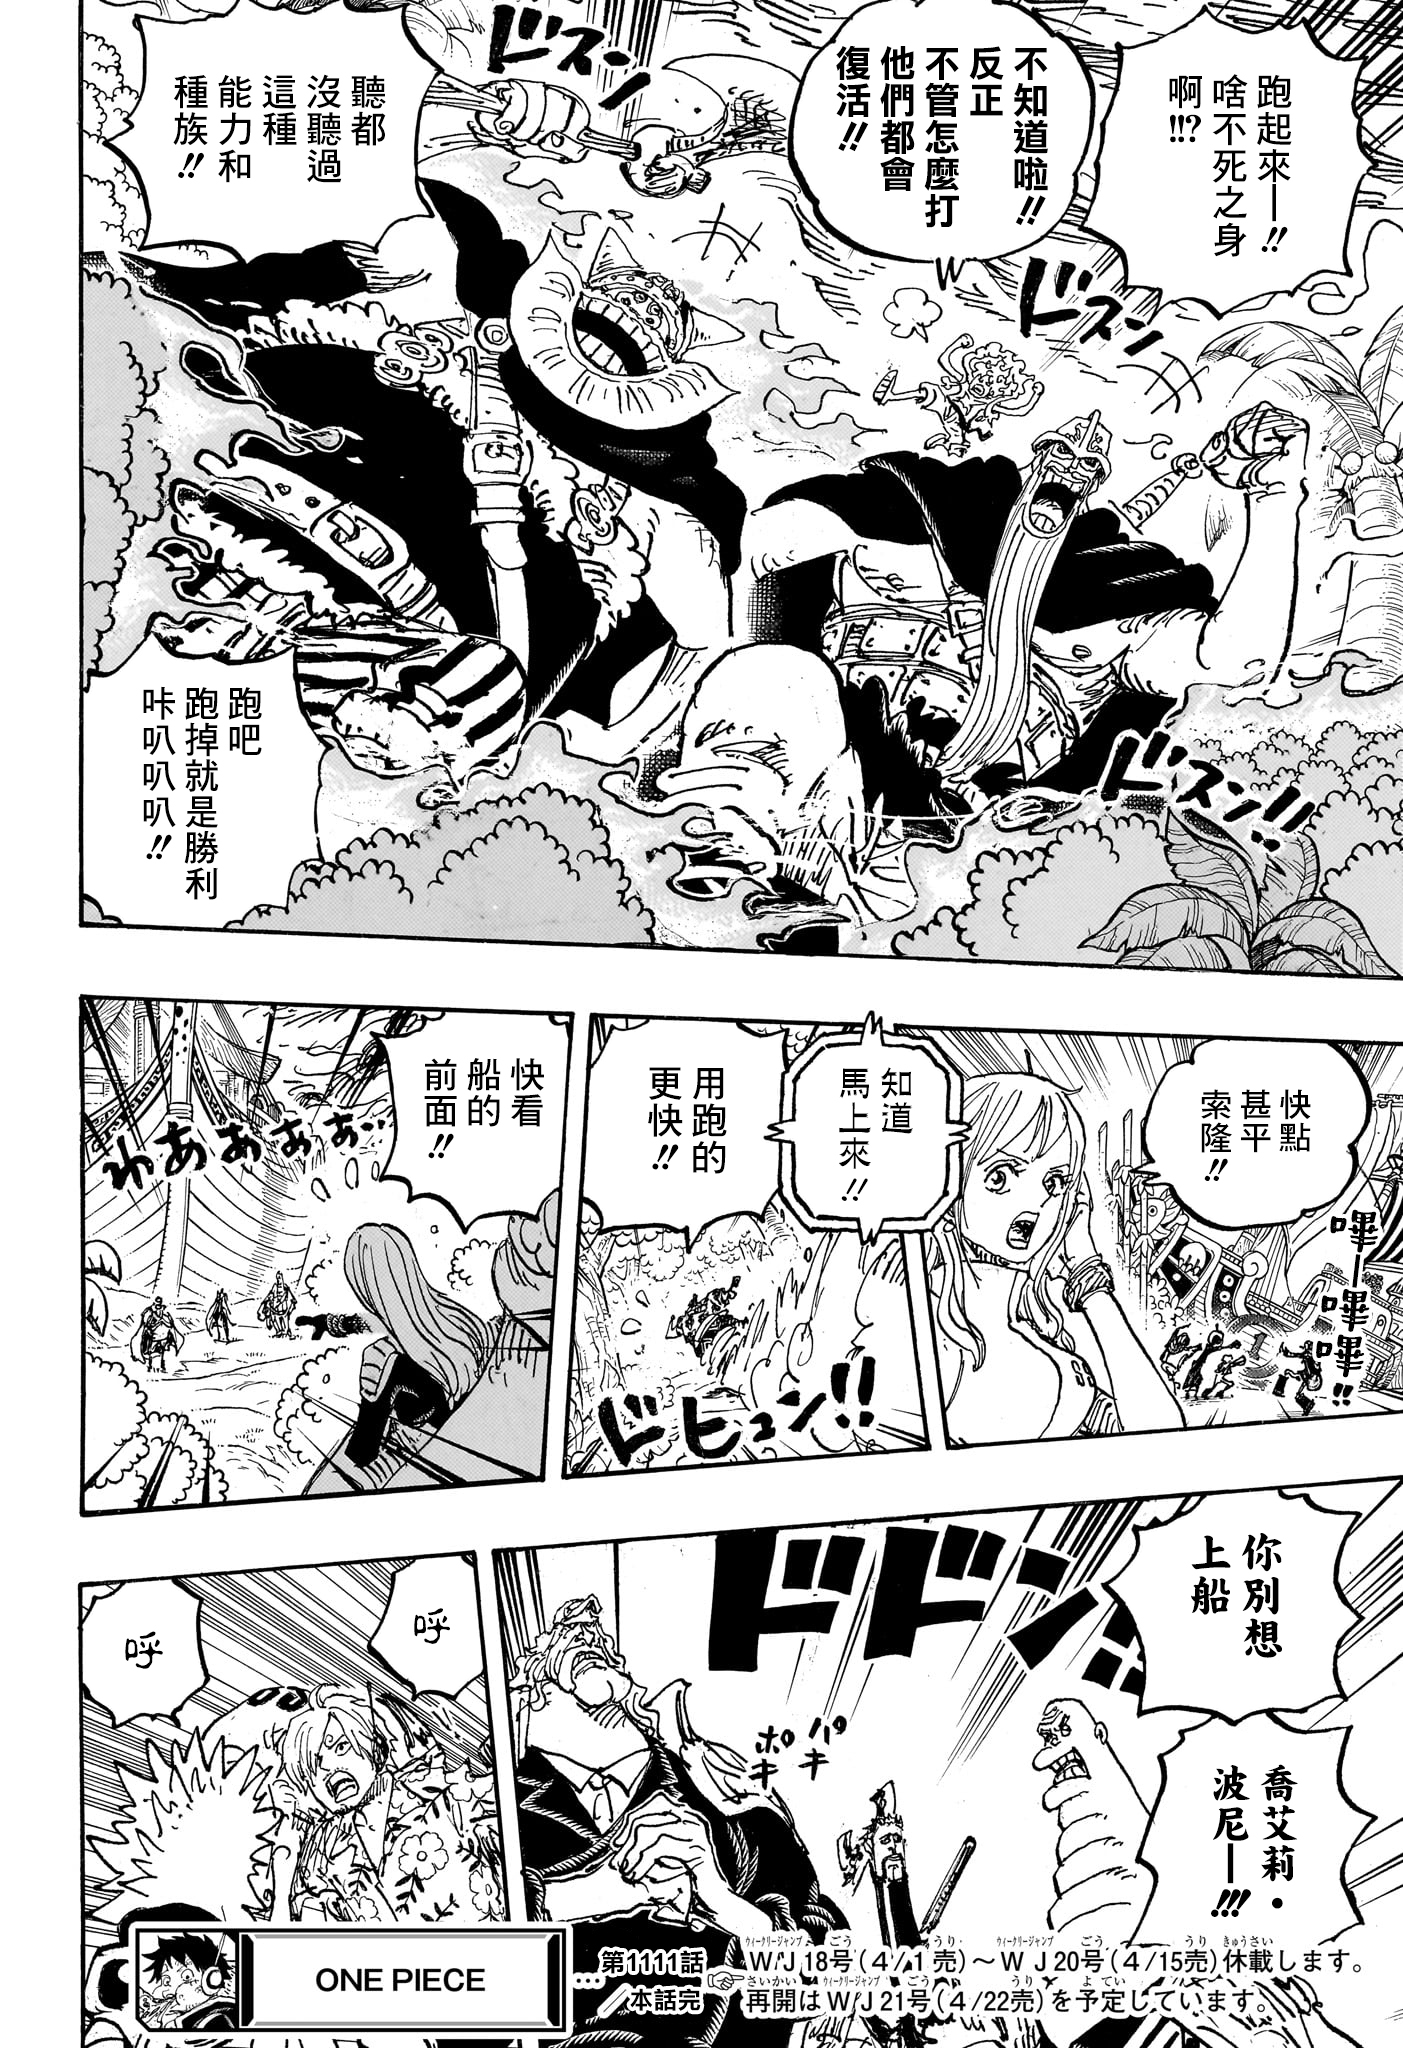 跑起來ー!!
啥不死之身
啊!!?
不知道啦!!
反正
不管怎麼打
他們都會
復活!!
ドスン
聽都
沒聽過
這種
能力和
種族!!
ドスン
ドスン!!
跑吧
跑掉就是勝利
咔叭叭叭!!
快點
甚平
索隆!!
嗶ー嗶嗶!!
知道
馬上來!!
用跑的
更快!!
ドヒュン!!
快看
船的
前面!!
わああああ…
你別想
上船
喬艾莉・
波尼ー!!!
ドドン!!
バキ
ポキ
呼
呼
ONE PIECE
…第1111話
／本話完
WJ18号(4/1売)～WJ20号(4/15売)休載します。
再開はWJ21号(4/22売)を予定しています。